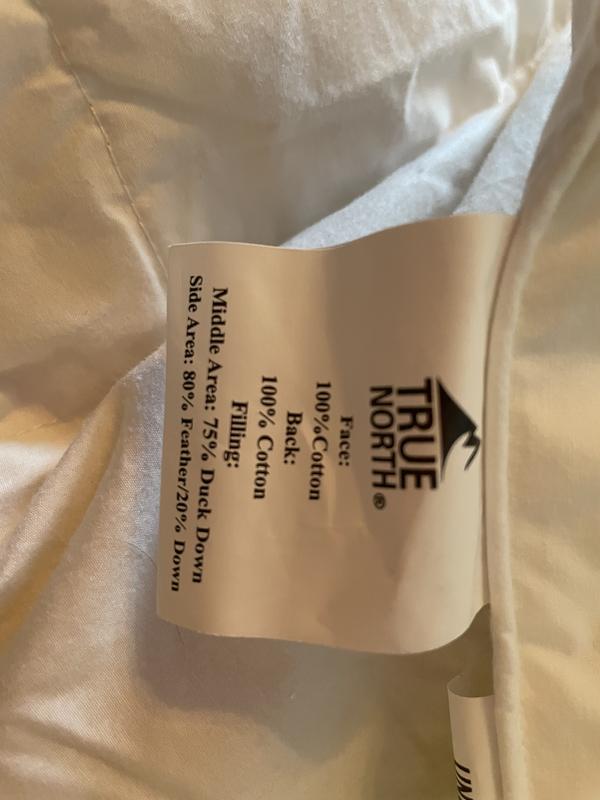 TRUE
NORTH®
Face:
100%Cotton
Back:
100% Cotton
Filling:
Middle Area: 75% Duck Down
Side Area: 80% Feather/20% Down